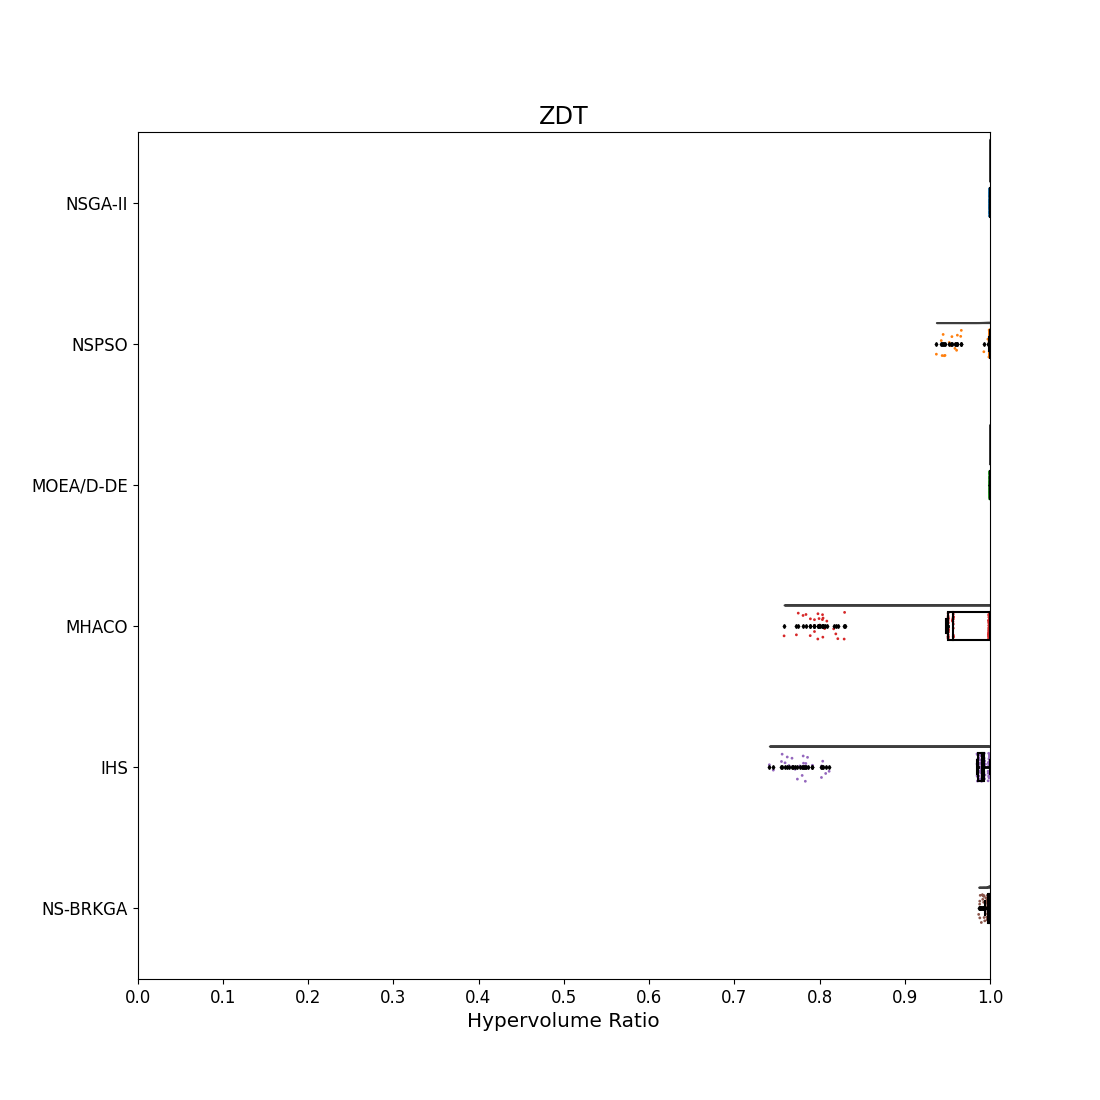 ZDT
NSGA-II
NSPSO
MOEA/D-DE
MHACO
IHS
NS-BRKGA
0.0 0.1 0.2 0.3 0.4 0.5 0.6 0.7 0.8 0.9 1.0
Hypervolume Ratio